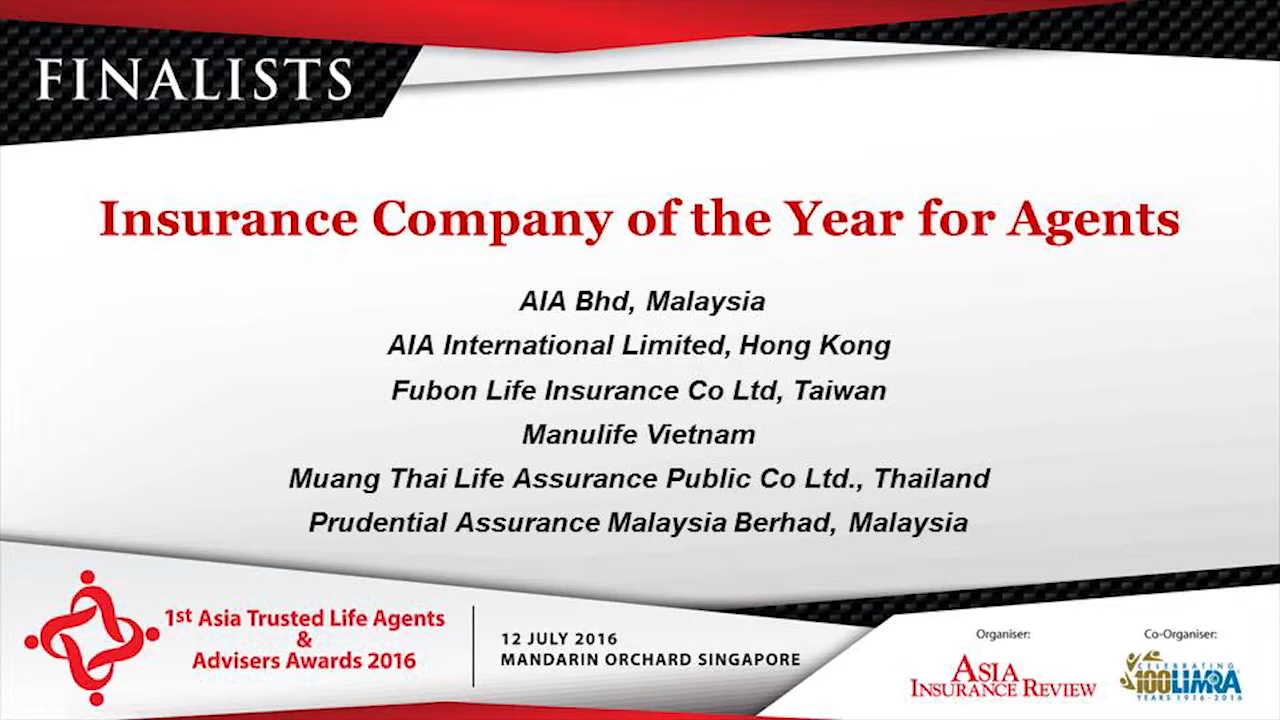 FINALISTS
Insurance Company of the Year for Agents
AIA Bhd, Malaysia
AIA International Limited, Hong Kong
Fubon Life Insurance Co Ltd, Taiwan
Manulife Vietnam
Muang Thai Life Assurance Public Co Ltd., Thailand
Prudential Assurance Malaysia Berhad, Malaysia
1st Asia Trusted Life Agents
&
Advisers Awards 2016
12 JULY 2016
MANDARIN ORCHARD SINGAPORE
Organiser:
ASIA
INSURANCE REVIEW
Co-Organiser:
CELEBRATING
100 LIMRA
YEARS 1916-2016